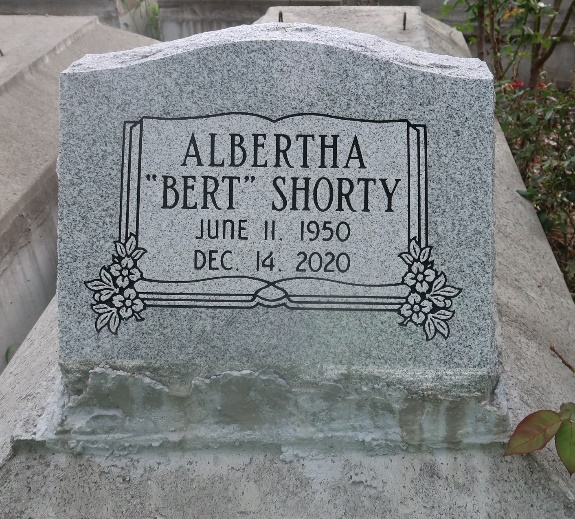 ALBERTHA
"BERT" SHORTY
JUNE 11. 1950
DEC. 14. 2020